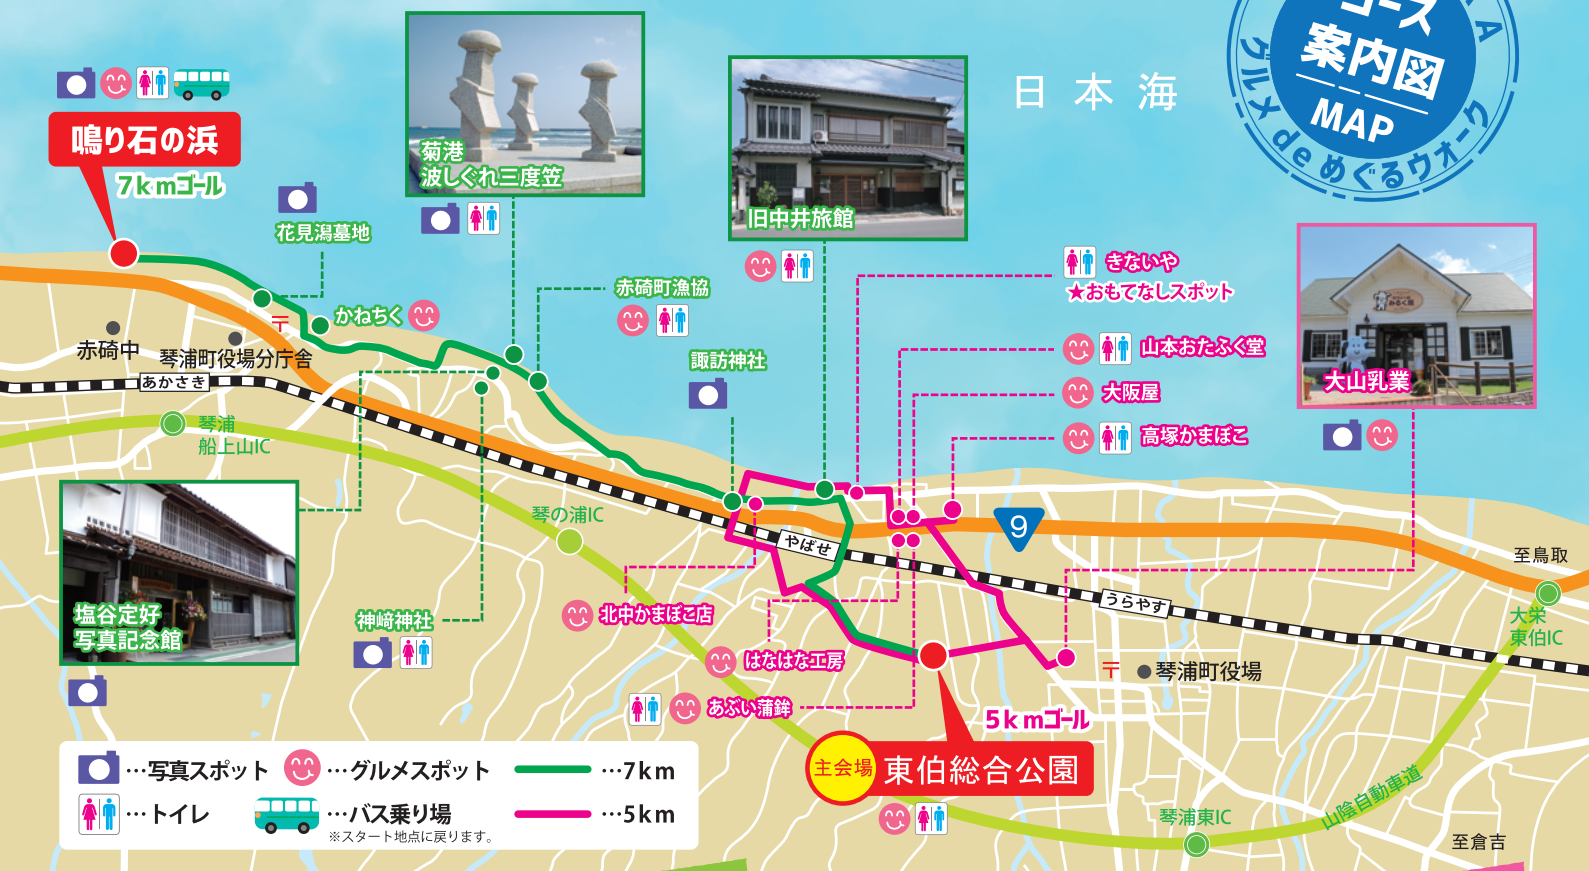 コース
案内図
MAP
グルメdeめぐるウォーク
日本海
鳴り石の浜
7kmゴール
花見潟墓地
菊港
波しぐれ三度笠
旧中井旅館
きないや
★おもてなしスポット
山本おたふく堂
大阪屋
高塚かまぼこ
大山乳業
かねちく
赤碕町漁協
諏訪神社
赤碕中
琴浦町役場分庁舎
あかさき
琴浦
船上山IC
琴の浦IC
やばせ
9
うらやす
至鳥取
大栄
東伯IC
塩谷定好
写真記念館
神﨑神社
北中かまぼこ店
はなはな工房
あぶい蒲鉾
琴浦町役場
5kmゴール
主会場
東伯総合公園
琴浦東IC
山陰自動車道
至倉吉
…写真スポット
…グルメスポット
…7km
…トイレ
…バス乗り場
※スタート地点に戻ります。
…5km